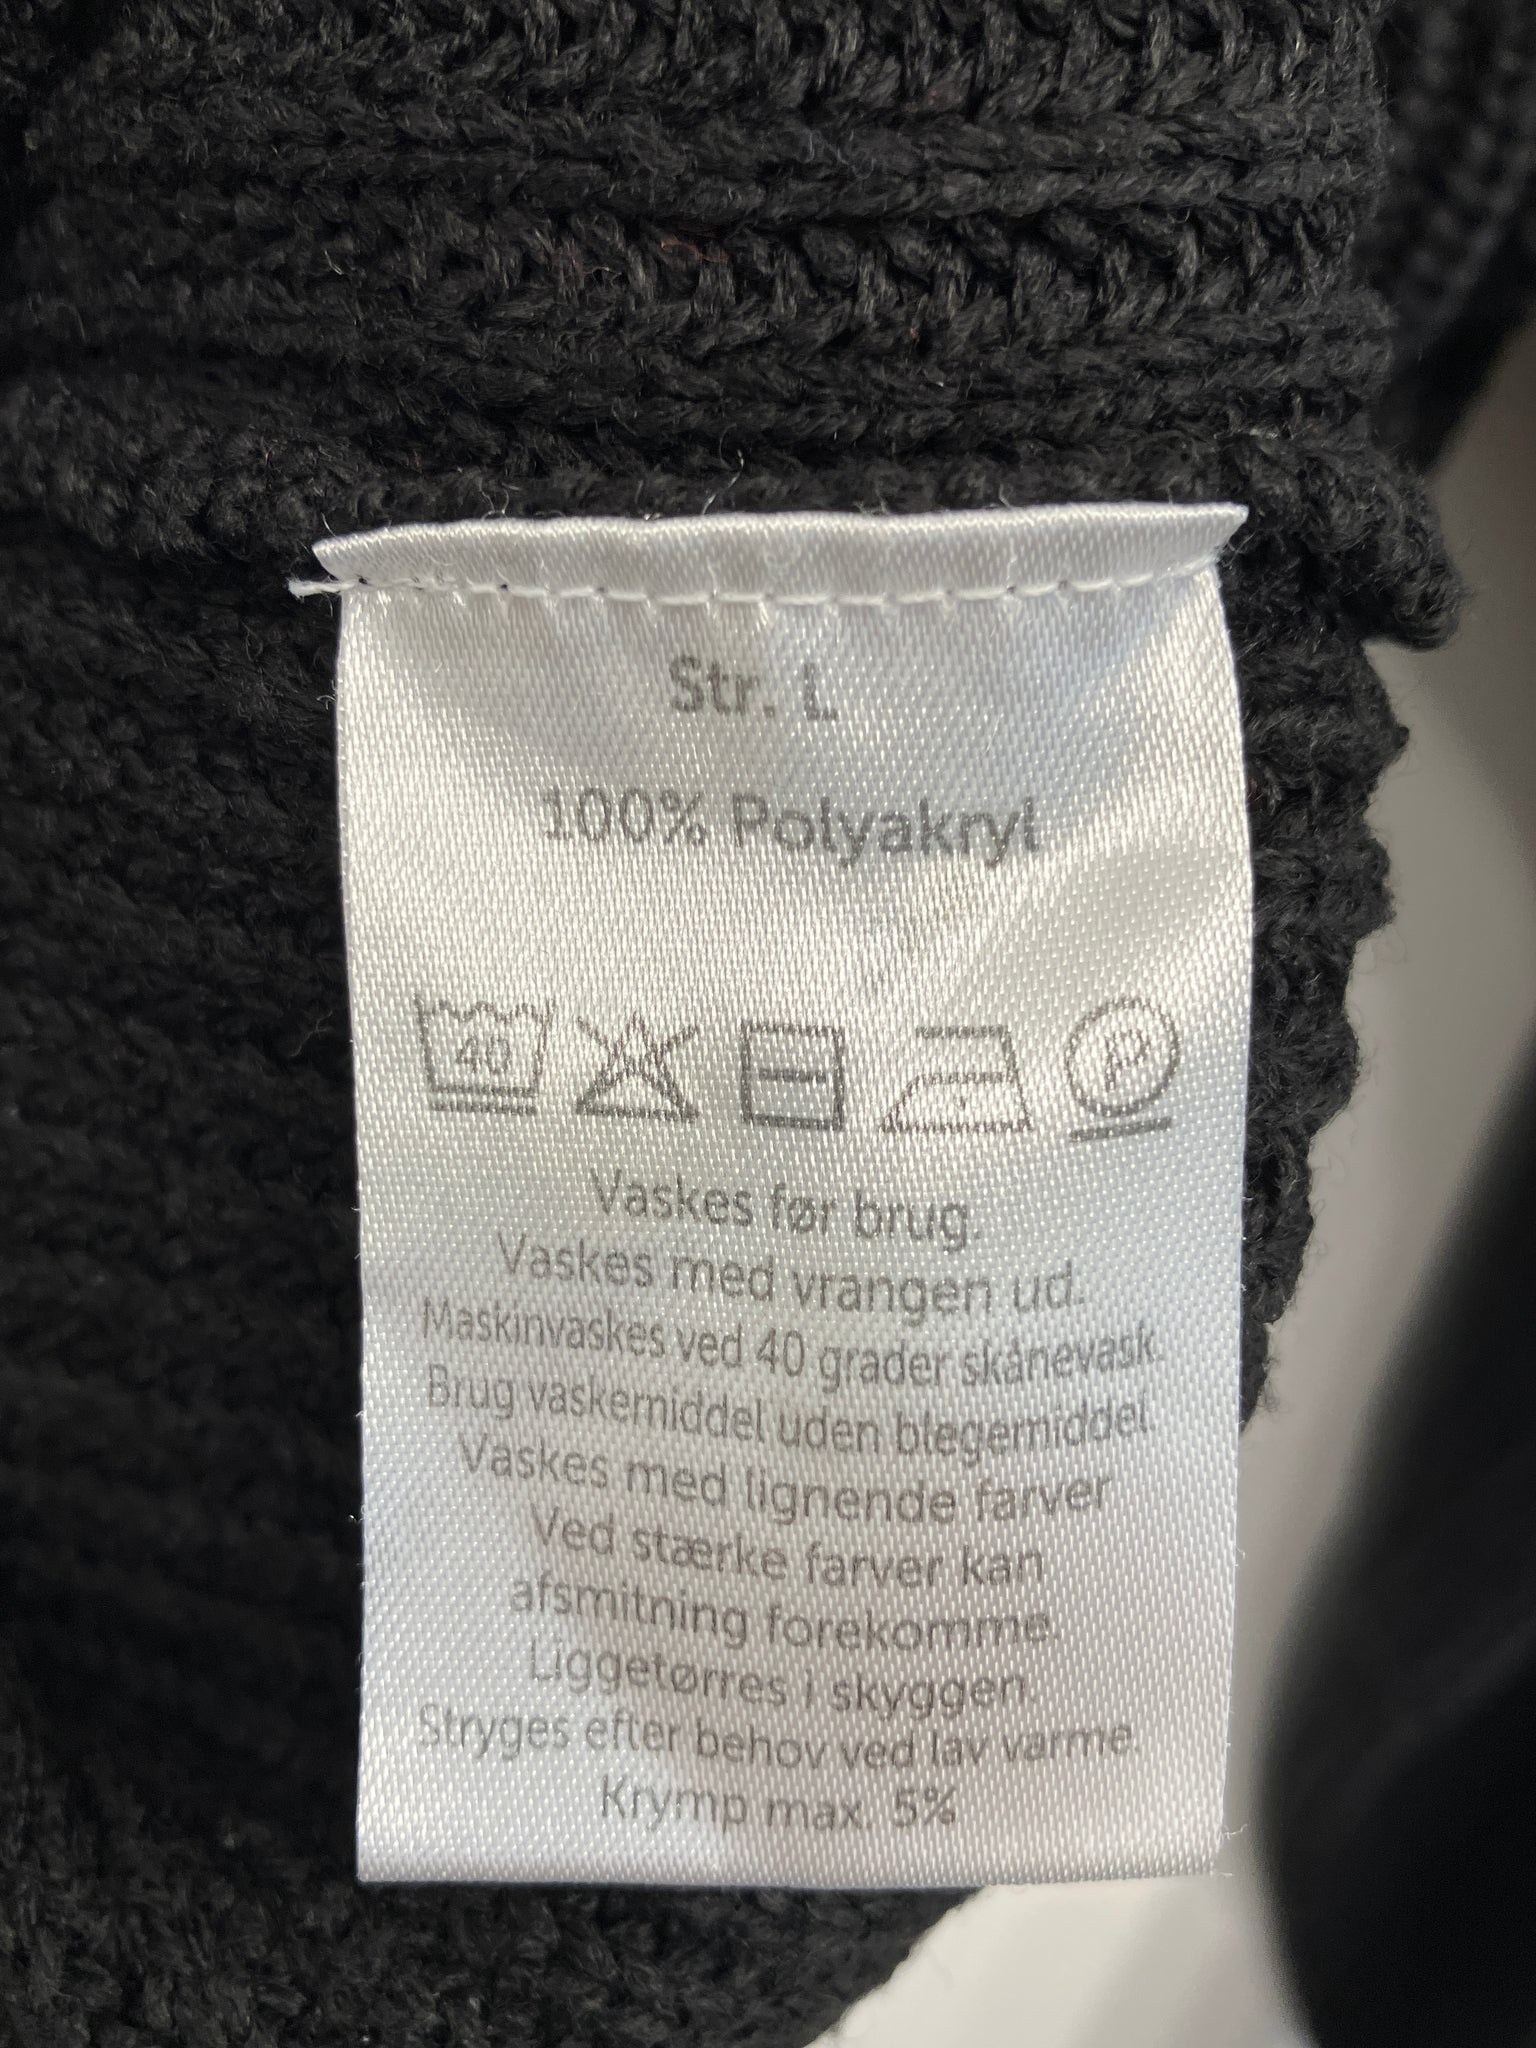 Str. L
100% Polyakryl
40 P
Vaskes før brug.
Vaskes med vrangen ud.
Maskinvaskes ved 40 grader skånevask.
Brug vaskemiddel uden blegemiddel.
Vaskes med lignende farver
Ved stærke farver kan
afsmitning forekomme.
Liggetørres i skyggen.
Stryges efter behov ved lav varme.
Krymp max. 5%